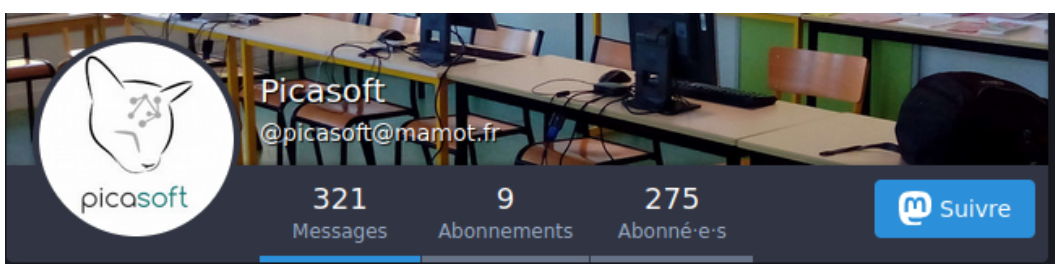 Picasoft
@picasoft@mamot.fr
picasoft
321 9 275
Messages Abonnements Abonné·e·s
Suivre